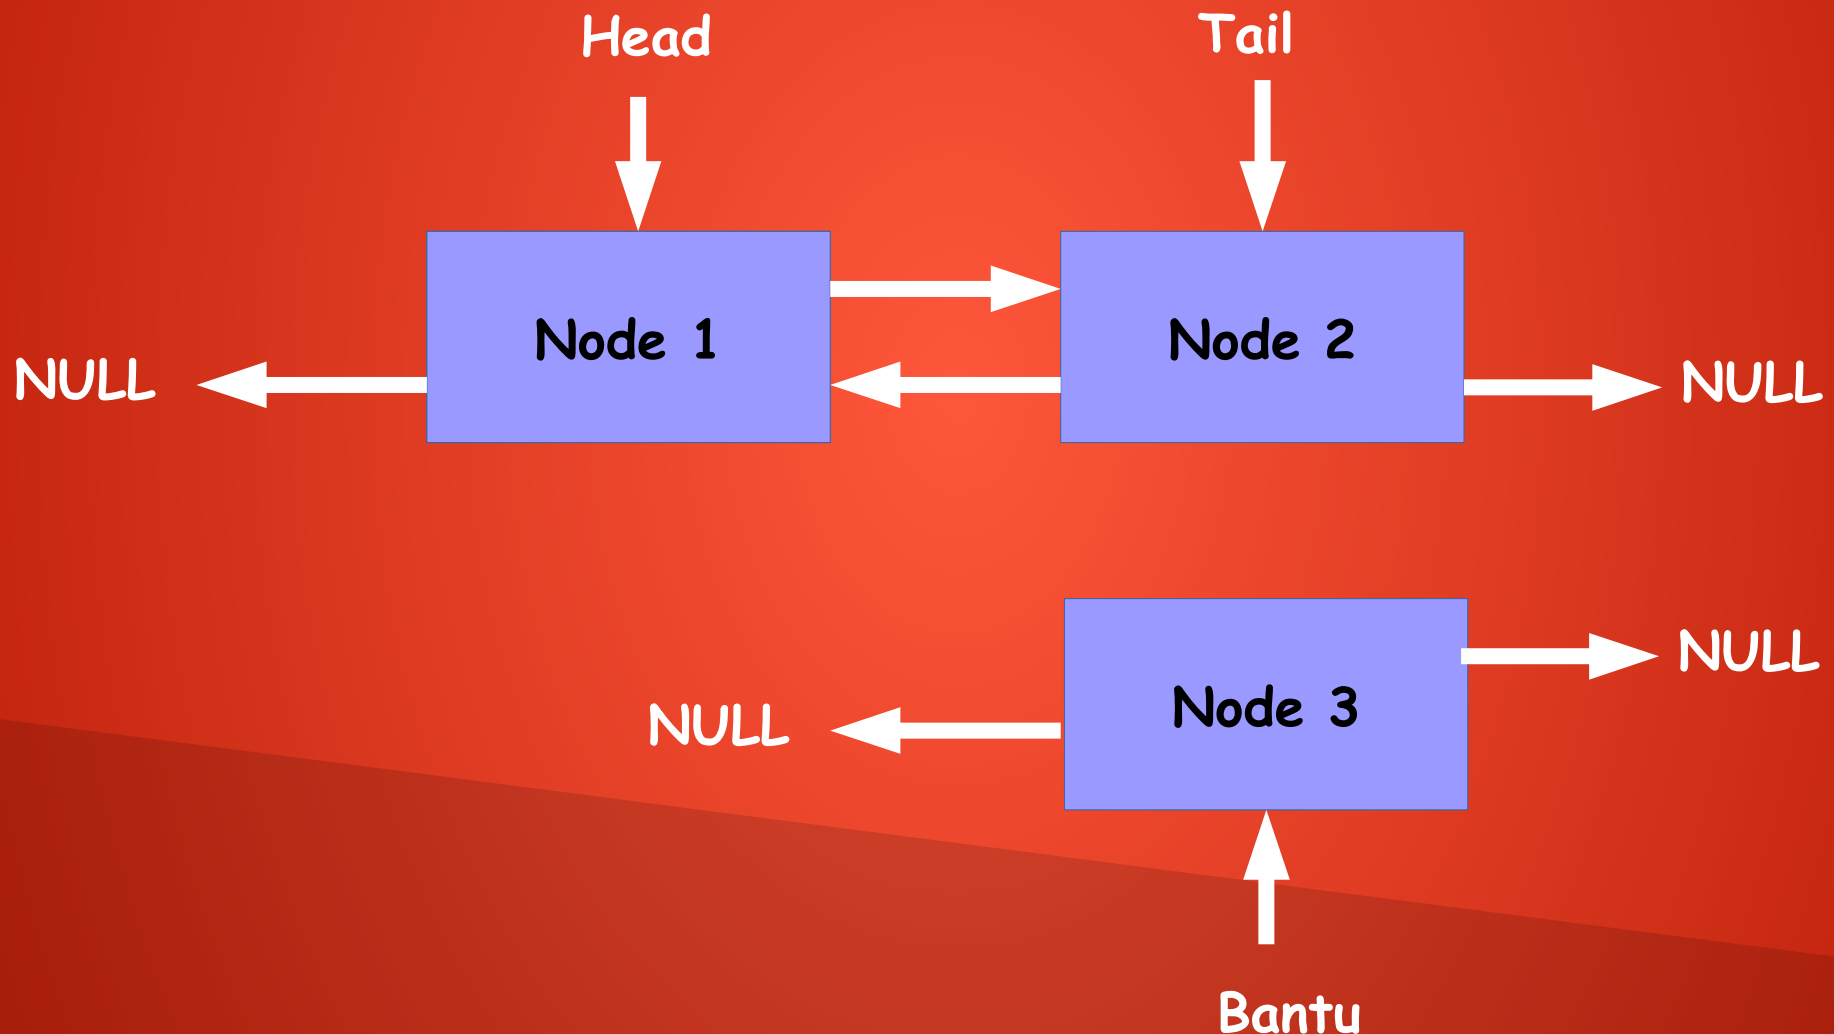 Head
Tail
Node 1
Node 2
NULL
NULL
Node 3
NULL
NULL
Bantu